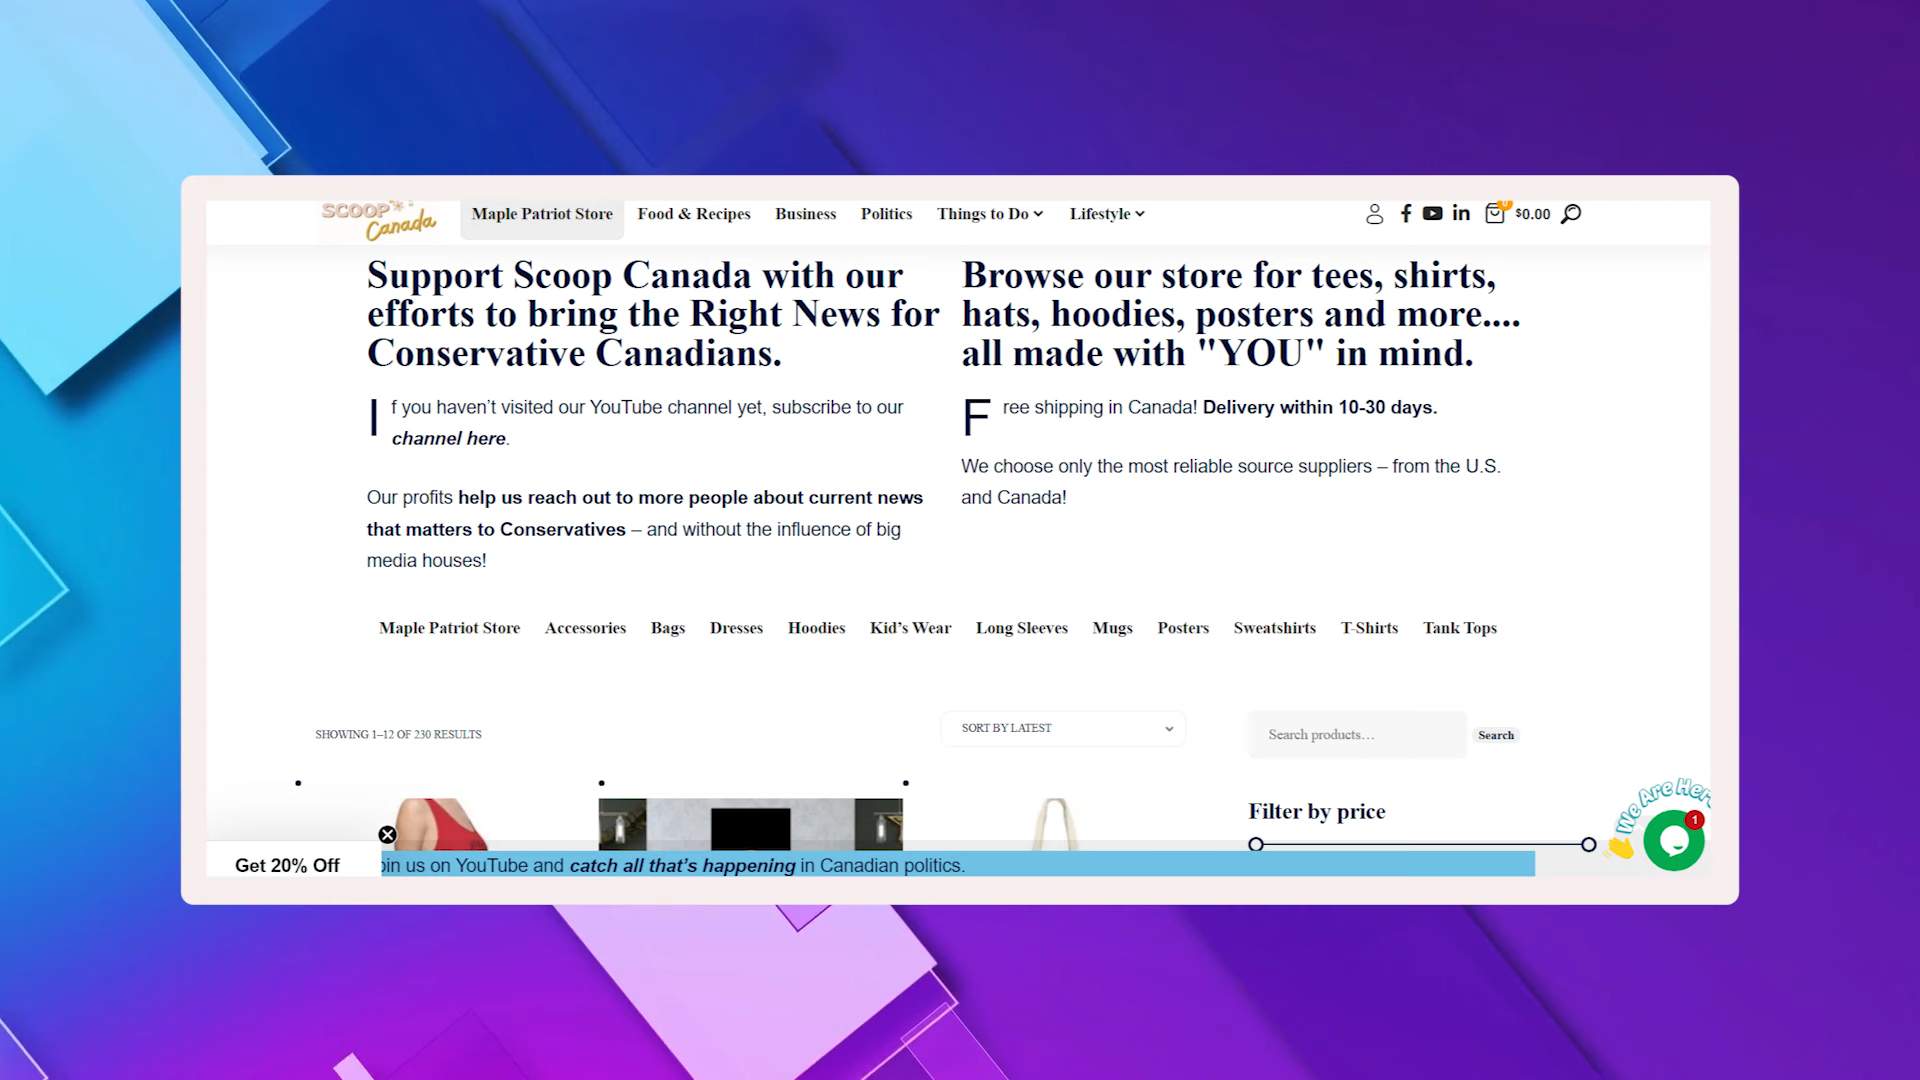 SCOOP
Canada
Maple Patriot Store Food & Recipes Business Politics Things to Do Lifestyle
0 $0.00
Support Scoop Canada with our
efforts to bring the Right News for
Conservative Canadians.
If you haven't visited our YouTube channel yet, subscribe to our
channel here.
Our profits help us reach out to more people about current news
that matters to Conservatives – and without the influence of big
media houses!
Browse our store for tees, shirts,
hats, hoodies, posters and more....
all made with "YOU" in mind.
Free shipping in Canada! Delivery within 10-30 days.
We choose only the most reliable source suppliers – from the U.S.
and Canada!
Maple Patriot Store Accessories Bags Dresses Hoodies Kid's Wear Long Sleeves Mugs Posters Sweatshirts T-Shirts Tank Tops
SHOWING 1–12 OF 230 RESULTS
SORT BY LATEST
Search products…
Search
Filter by price
We Are Here
1
Get 20% Off
oin us on YouTube and catch all that's happening in Canadian politics.